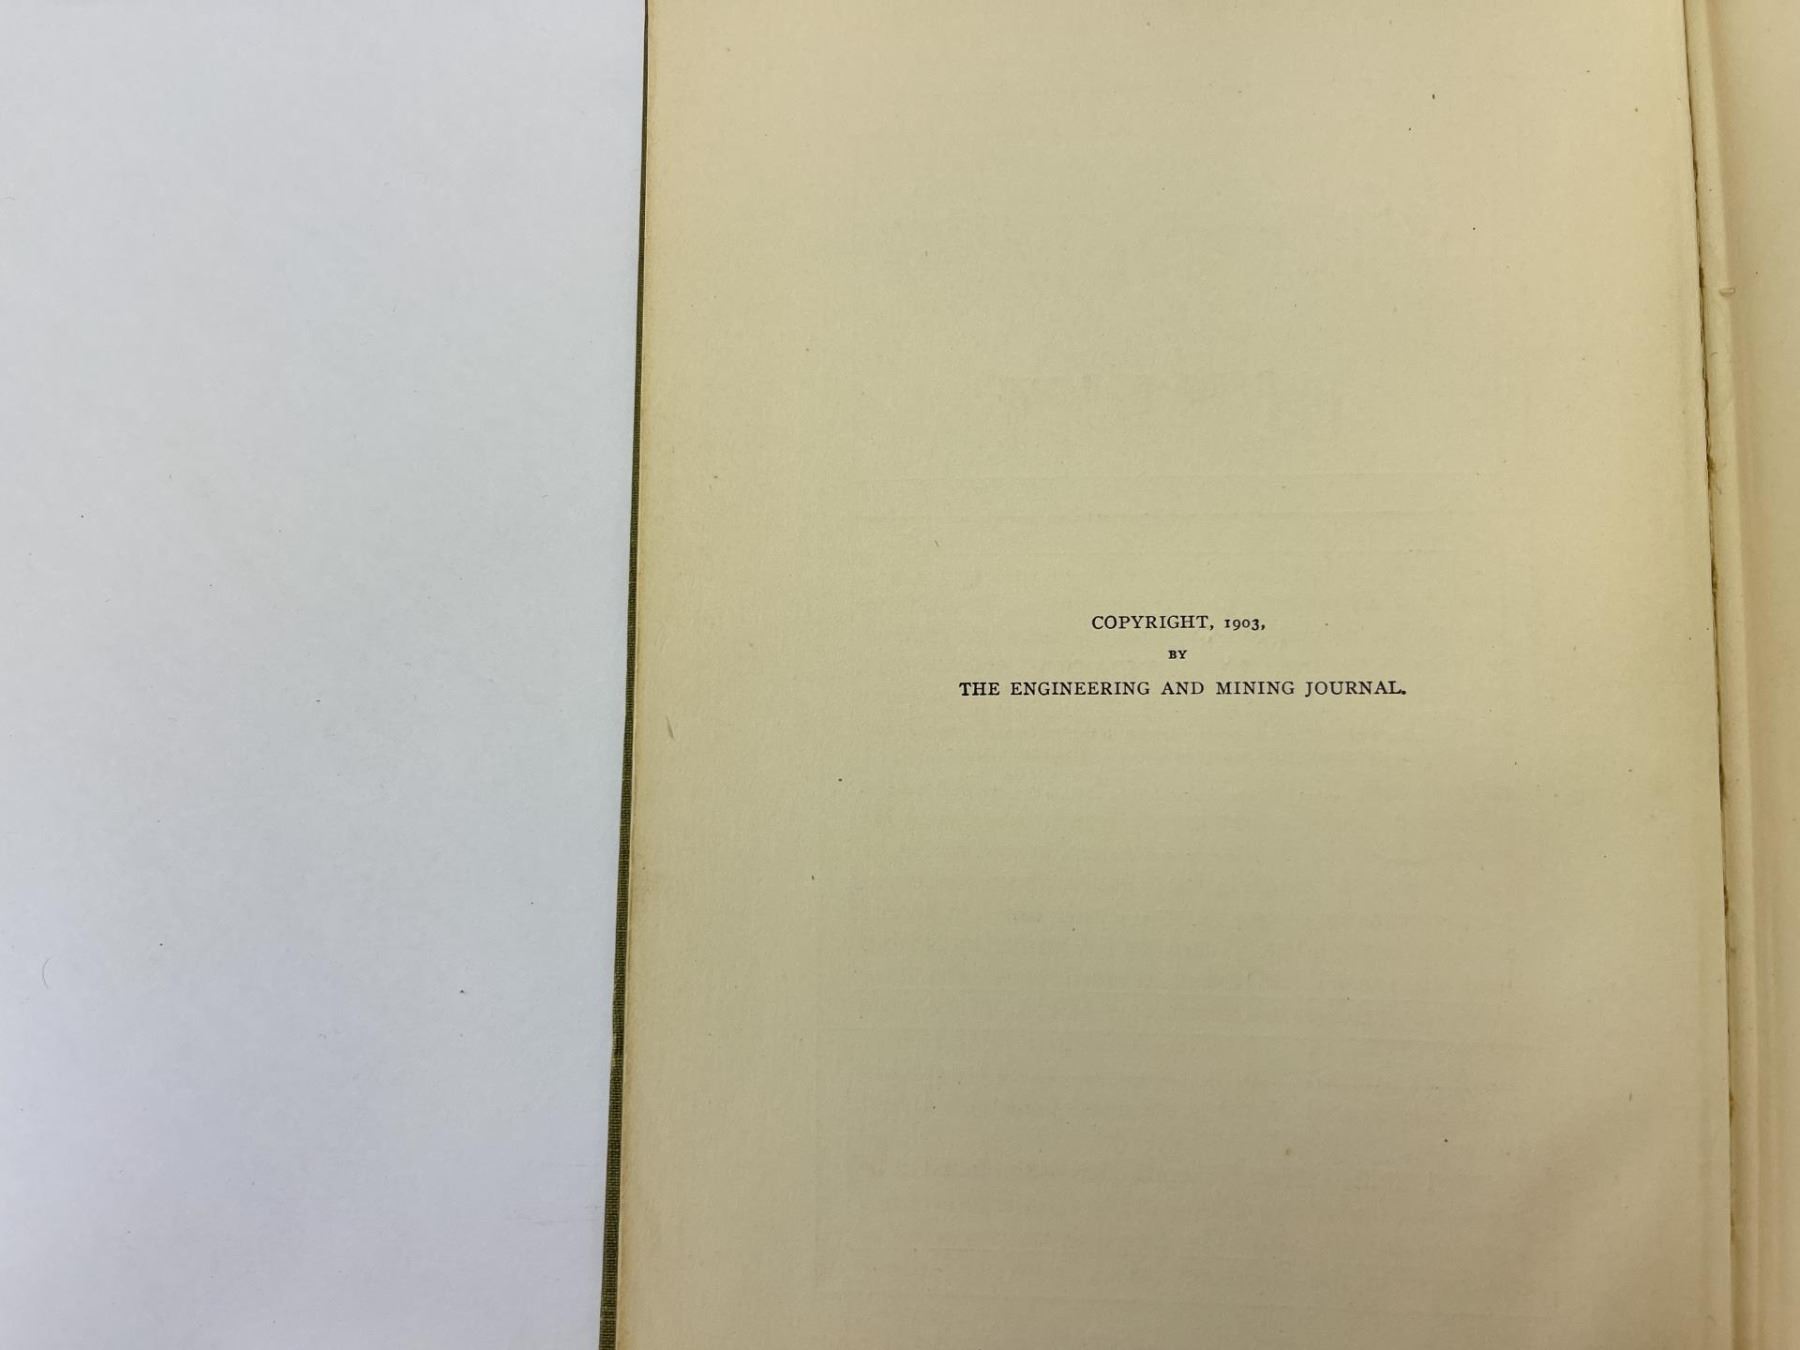 COPYRIGHT, 1903,
BY
THE ENGINEERING AND MINING JOURNAL.